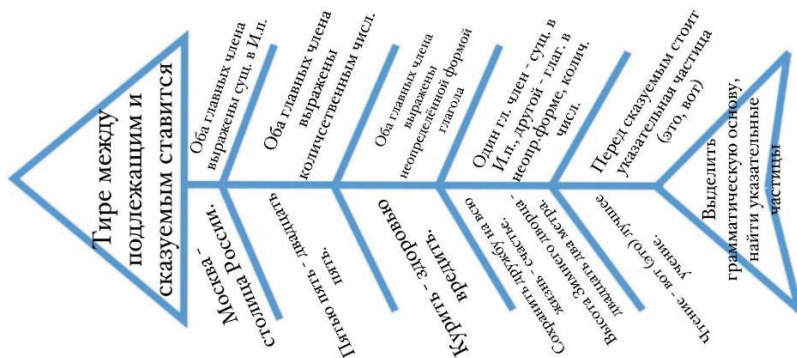 Тире между
подлежащим и
сказуемым ставится
Оба главных члена
выражены сущ. в И.п.
Москва -
столица России.
Оба главных члена
выражены
количсственным числ.
Пятью пять - двадцать
пять.
Оба главных члена
выражены
неопределённой формой
глагола
Курить - здоровью
вредить.
Один гл. член - сущ. в
И.п., другой - глаг. в
неопр.форме, колич.
числ.
Сохранить дружбу на всю
жизнь - счастье.
Высота Зимнего дворца -
двадцать два метра.
Перед сказуемым стоит
указательная частица
(это, вот)
Чтение - вот (это) лучшее
учение.
Выделить
грамматическую основу,
найти указательные
частицы